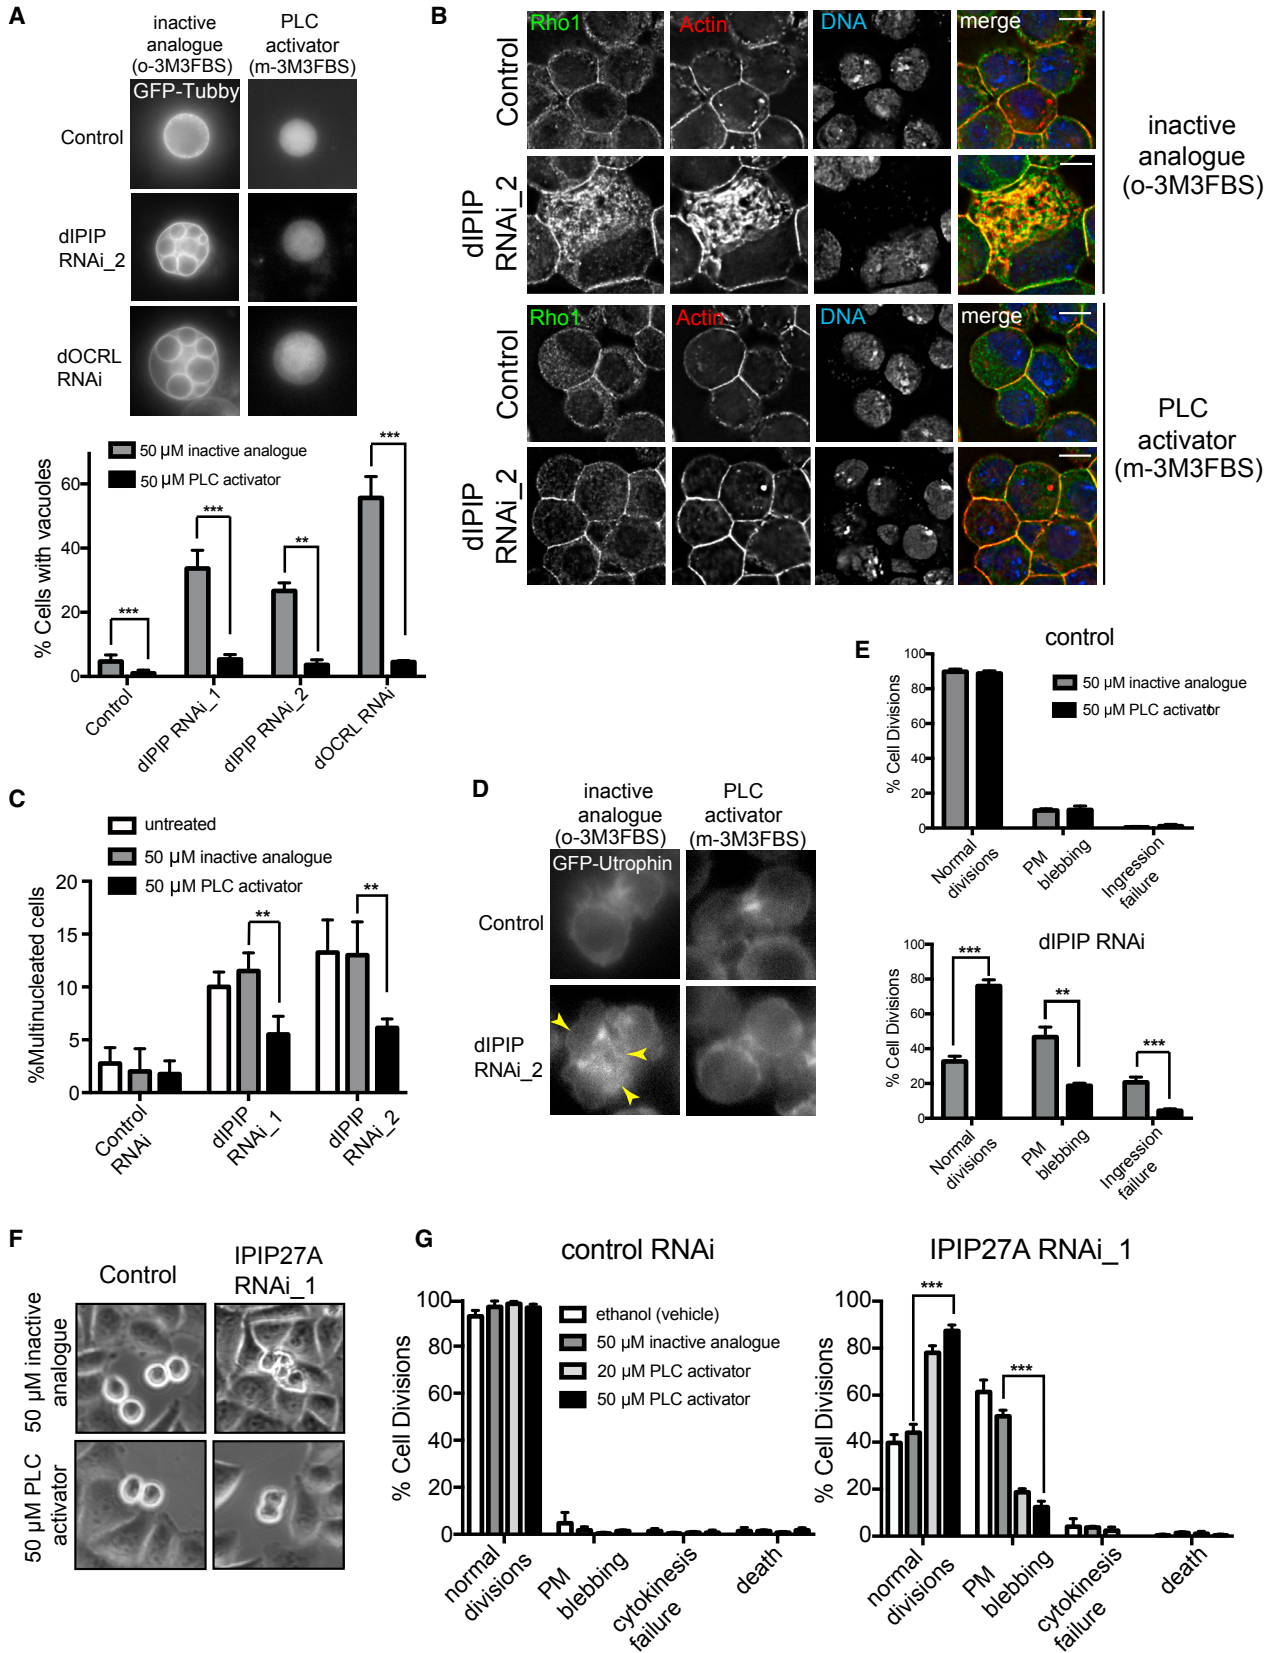 A
inactive
analogue
(o-3M3FBS)
PLC
activator
(m-3M3FBS)
GFP-Tubby
Control
dIPIP
RNAi_2
dOCRL
RNAi
50 µM inactive analogue
50 µM PLC activator
% Cells with vacuoles
60
40
20
0
***
***
**
***
Control
dIPIP RNAi_1
dIPIP RNAi_2
dOCRL RNAi
B
Rho1
Actin
DNA
merge
Control
dIPIP
RNAi_2
inactive
analogue
(o-3M3FBS)
Rho1
Actin
DNA
merge
Control
dIPIP
RNAi_2
PLC
activator
(m-3M3FBS)
C
untreated
50 µM inactive analogue
50 µM PLC activator
%Multinucleated cells
20
15
10
5
0
**
**
Control
RNAi
dIPIP
RNAi_1
dIPIP
RNAi_2
D
inactive
analogue
(o-3M3FBS)
PLC
activator
(m-3M3FBS)
GFP-Utrophin
Control
dIPIP
RNAi_2
E
control
50 µM inactive analogue
50 µM PLC activator
% Cell Divisions
100
80
60
40
20
0
Normal
divisions
PM
blebbing
Ingression
failure
dIPIP RNAi
% Cell Divisions
100
80
60
40
20
0
***
**
***
Normal
divisions
PM
blebbing
Ingression
failure
F
Control
IPIP27A
RNAi_1
50 µM inactive
analogue
50 µM PLC
activator
G
control RNAi
ethanol (vehicle)
50 µM inactive analogue
20 µM PLC activator
50 µM PLC activator
% Cell Divisions
100
80
60
40
20
0
normal
divisions
PM
blebbing
cytokinesis
failure
death
IPIP27A RNAi_1
% Cell Divisions
100
80
60
40
20
0
***
***
normal
divisions
PM
blebbing
cytokinesis
failure
death